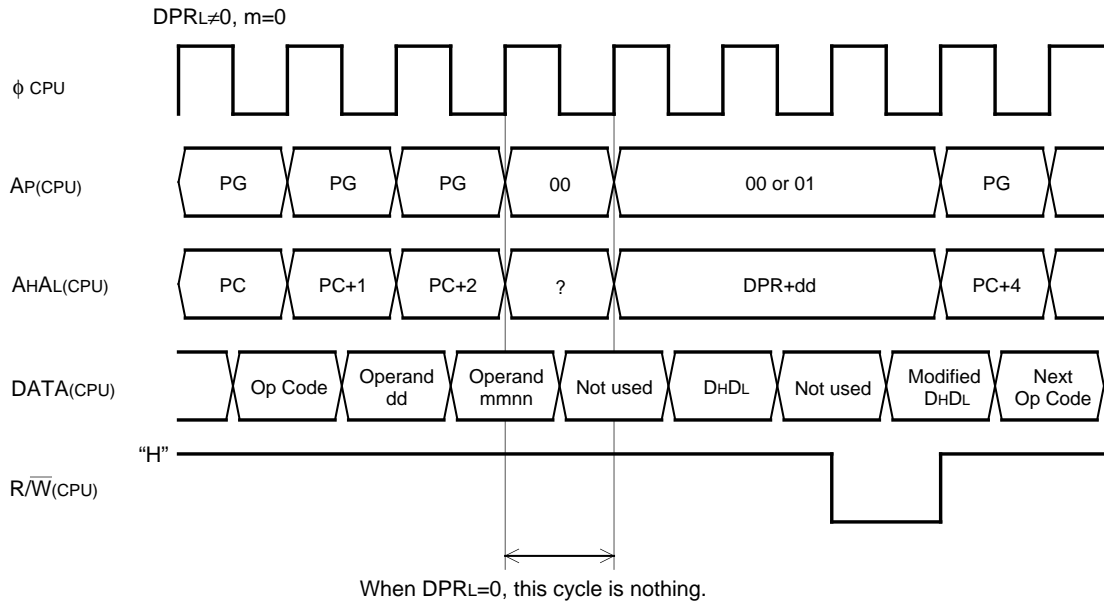 DPRL≠0, m=0
φ CPU
AP(CPU) PG PG PG 00 00 or 01 PG
AHAL(CPU) PC PC+1 PC+2 ? DPR+dd PC+4
DATA(CPU) Op Code Operand dd Operand mmnn Not used DHDL Not used Modified DHDL Next Op Code
“H”
R/W̅(CPU)
When DPRL=0, this cycle is nothing.